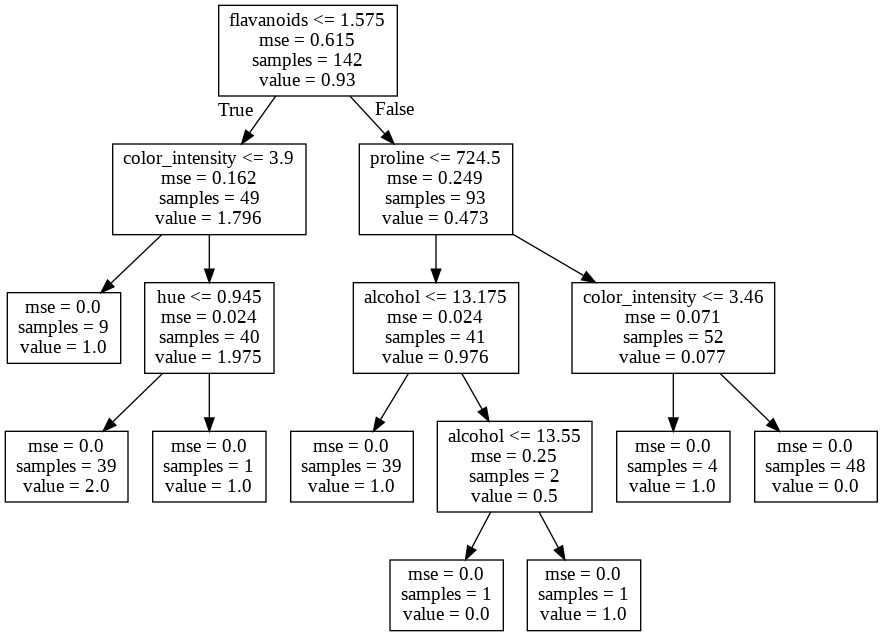 flavanoids <= 1.575
mse = 0.615
samples = 142
value = 0.93
True
False
color_intensity <= 3.9
mse = 0.162
samples = 49
value = 1.796
proline <= 724.5
mse = 0.249
samples = 93
value = 0.473
mse = 0.0
samples = 9
value = 1.0
hue <= 0.945
mse = 0.024
samples = 40
value = 1.975
alcohol <= 13.175
mse = 0.024
samples = 41
value = 0.976
color_intensity <= 3.46
mse = 0.071
samples = 52
value = 0.077
mse = 0.0
samples = 39
value = 2.0
mse = 0.0
samples = 1
value = 1.0
mse = 0.0
samples = 39
value = 1.0
alcohol <= 13.55
mse = 0.25
samples = 2
value = 0.5
mse = 0.0
samples = 4
value = 1.0
mse = 0.0
samples = 48
value = 0.0
mse = 0.0
samples = 1
value = 0.0
mse = 0.0
samples = 1
value = 1.0